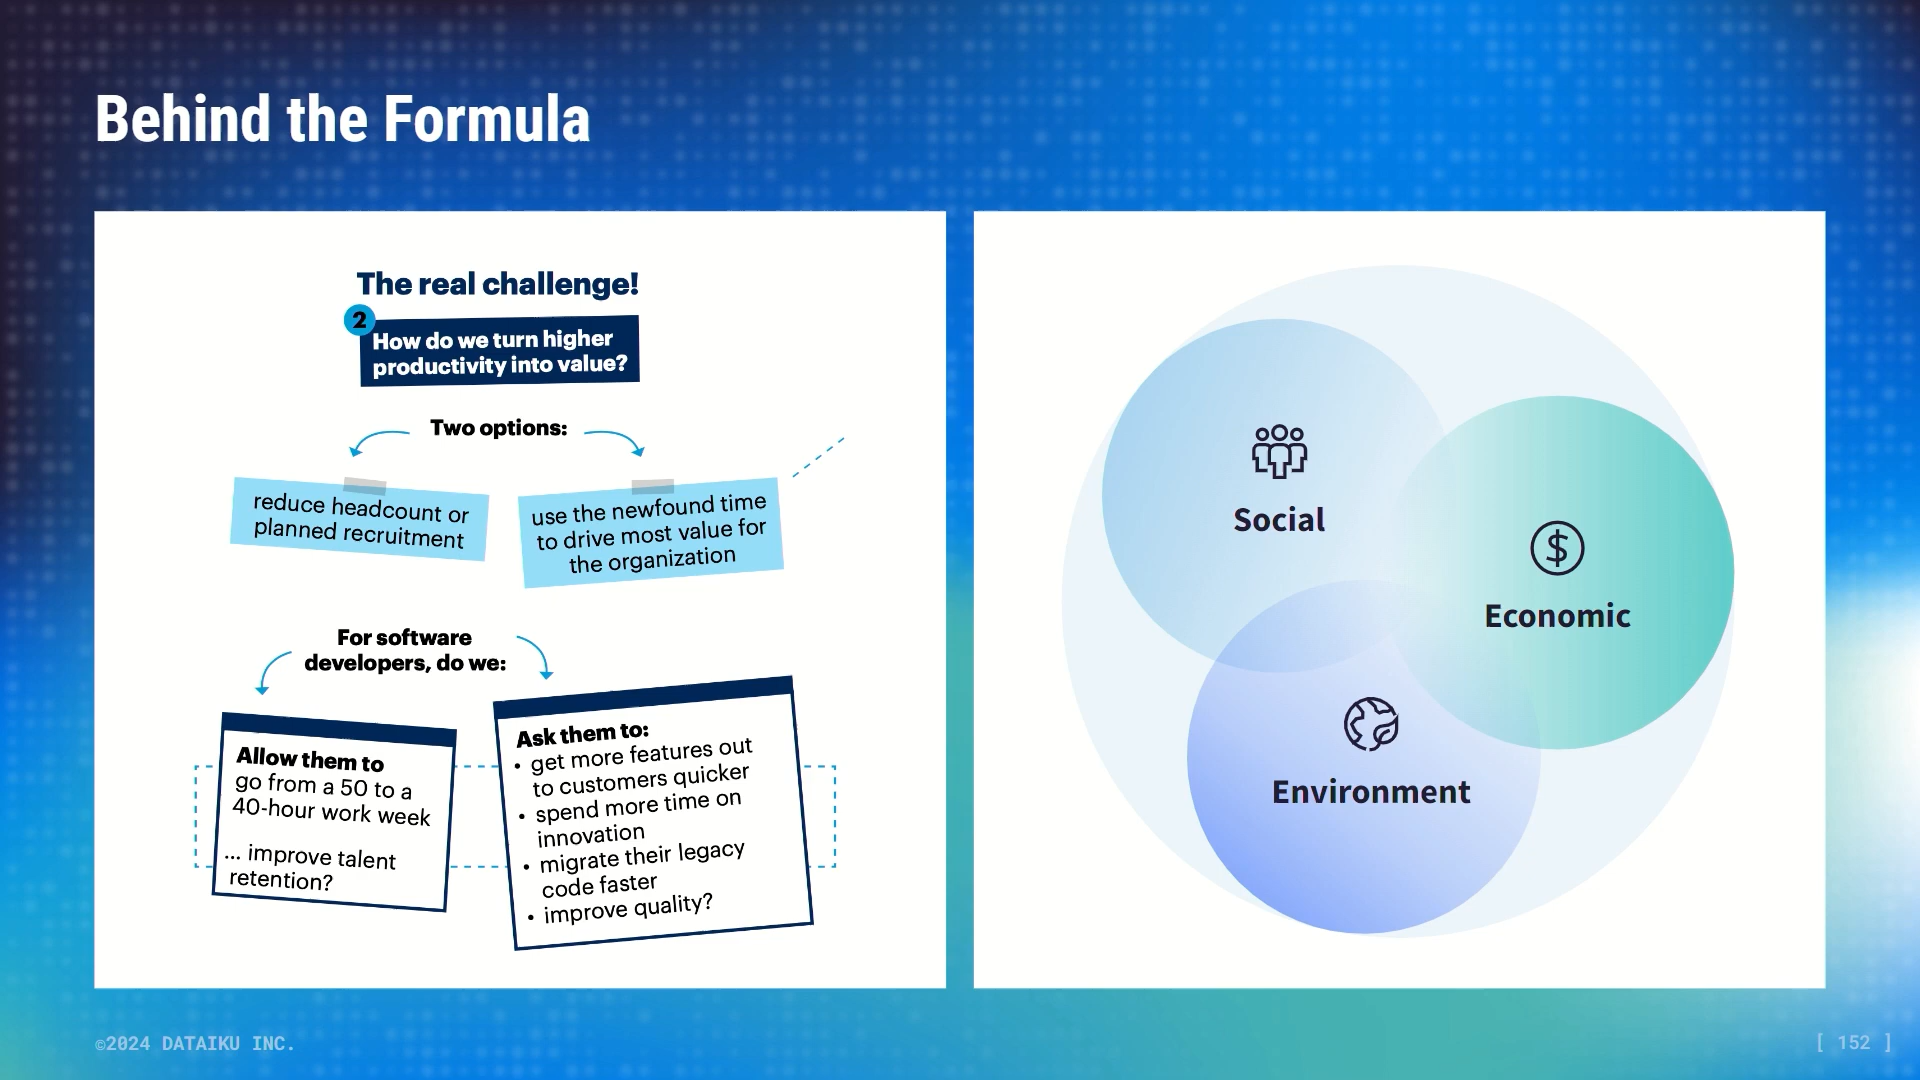 Behind the Formula
The real challenge!
2
How do we turn higher
productivity into value?
Two options:
reduce headcount or
planned recruitment
use the newfound time
to drive most value for
the organization
For software
developers, do we:
Allow them to
go from a 50 to a
40-hour work week
... improve talent
retention?
Ask them to:
• get more features out
to customers quicker
• spend more time on
innovation
• migrate their legacy
code faster
• improve quality?
Social
Economic
Environment
©2024 DATAIKU INC.
[ 152 ]